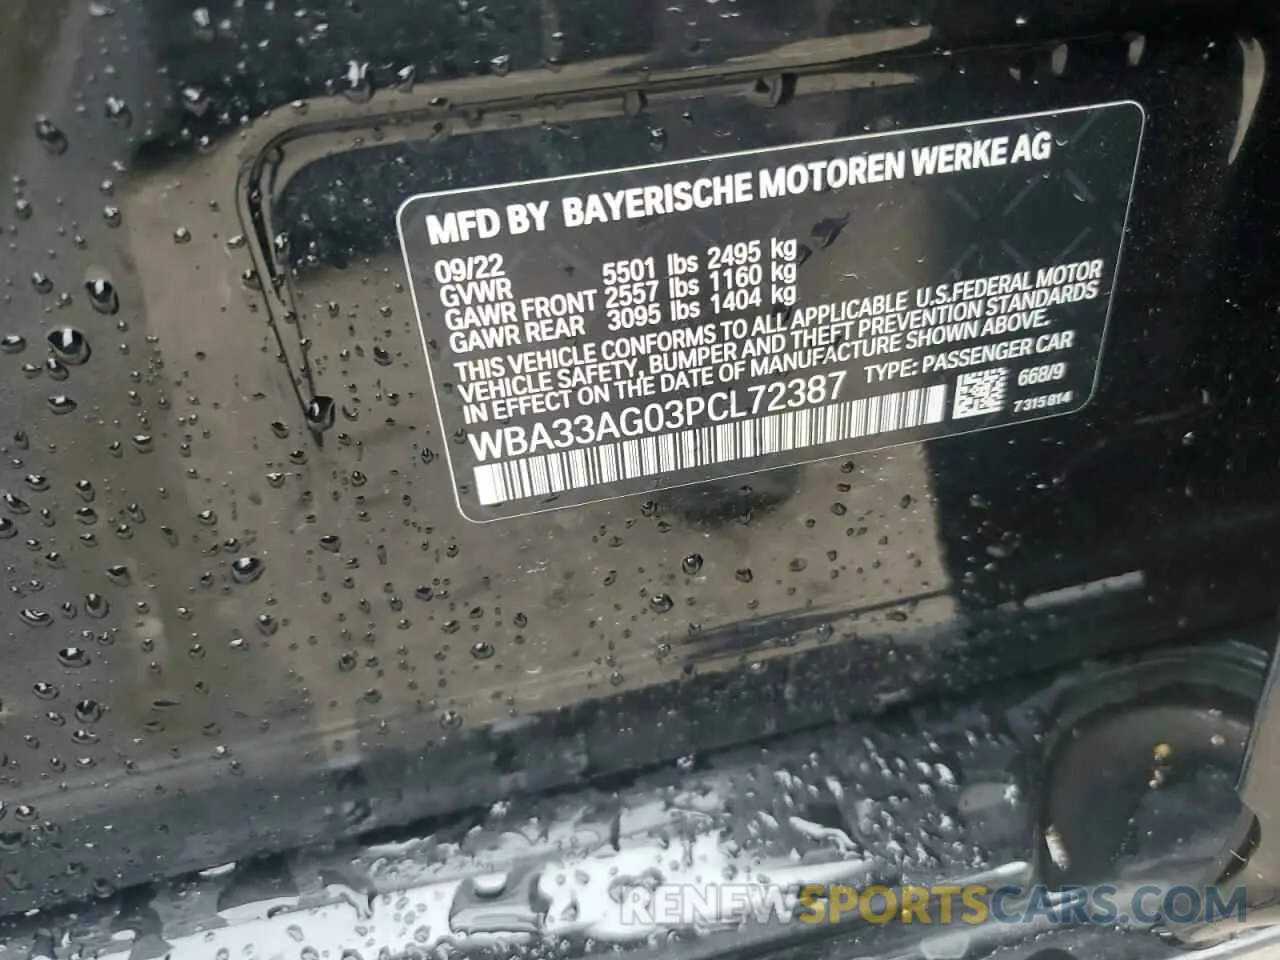 MFD BY BAYERISCHE MOTOREN WERKE AG
09/22
GVWR 5501 lbs 2495 kg
GAWR FRONT 2557 lbs 1160 kg
GAWR REAR 3095 lbs 1404 kg
THIS VEHICLE CONFORMS TO ALL APPLICABLE U.S.FEDERAL MOTOR
VEHICLE SAFETY, BUMPER AND THEFT PREVENTION STANDARDS
IN EFFECT ON THE DATE OF MANUFACTURE SHOWN ABOVE.
WBA33AG03PCL72387 TYPE: PASSENGER CAR
668/9
7315814
RENEWSPORTSCARS.COM